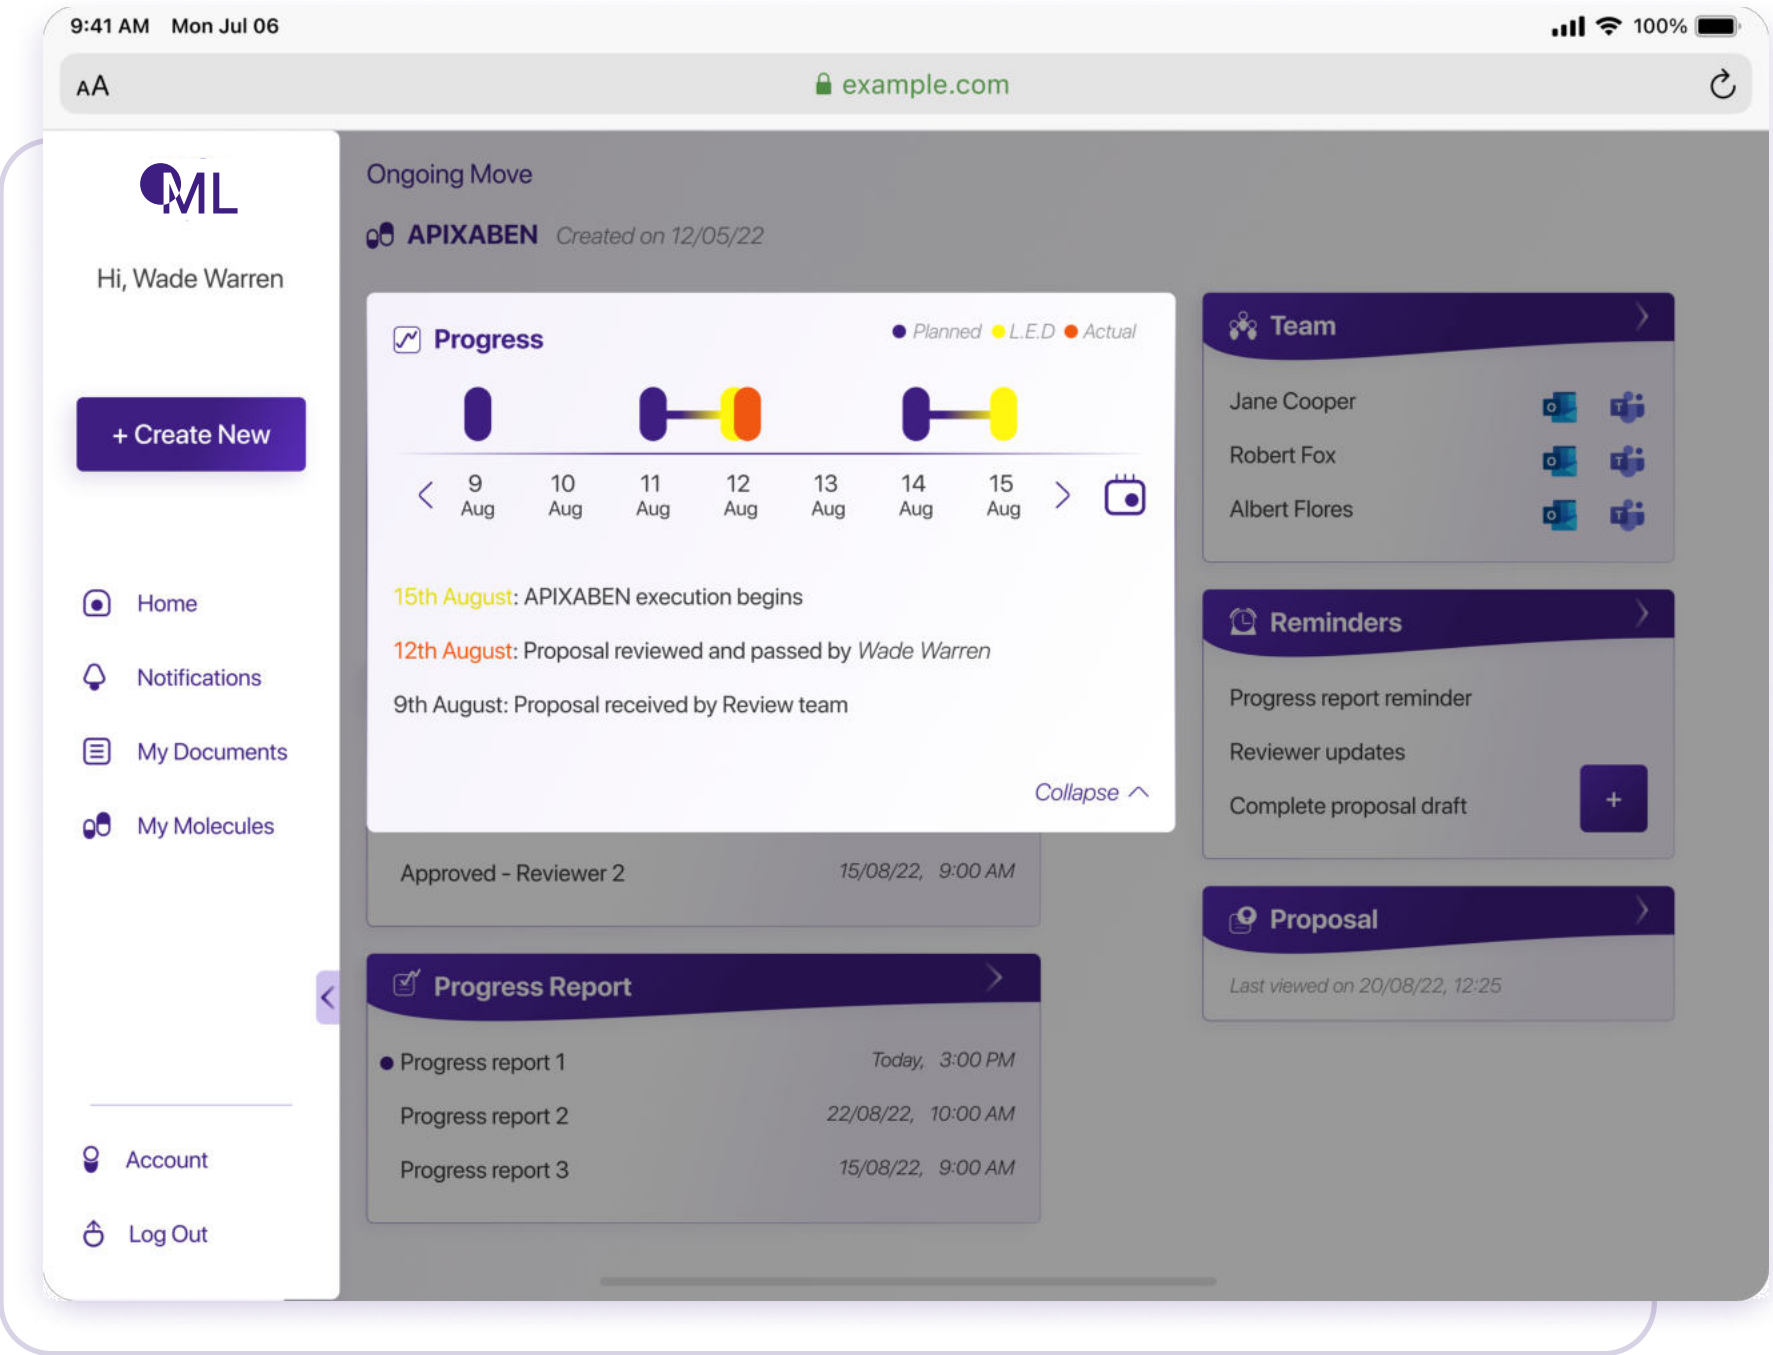 9:41 AM Mon Jul 06
100%
AA
example.com
ML
Hi, Wade Warren
+ Create New
Home
Notifications
My Documents
My Molecules
Account
Log Out
Ongoing Move
APIXABEN Created on 12/05/22
Progress
Planned L.E.D Actual
9 Aug
10 Aug
11 Aug
12 Aug
13 Aug
14 Aug
15 Aug
15th August: APIXABEN execution begins
12th August: Proposal reviewed and passed by Wade Warren
9th August: Proposal received by Review team
Collapse
Approved - Reviewer 2 15/08/22, 9:00 AM
Progress Report
Progress report 1 Today, 3:00 PM
Progress report 2 22/08/22, 10:00 AM
Progress report 3 15/08/22, 9:00 AM
Team
Jane Cooper
Robert Fox
Albert Flores
Reminders
Progress report reminder
Reviewer updates
Complete proposal draft
+
Proposal
Last viewed on 20/08/22, 12:25